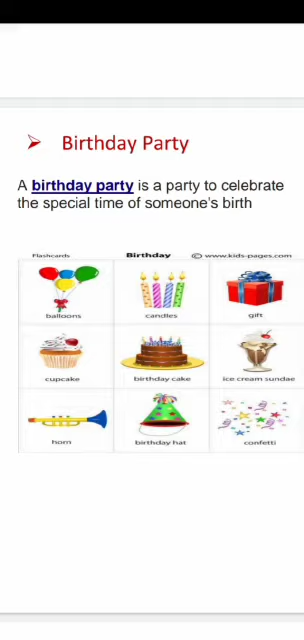 Birthday Party
A birthday party is a party to celebrate
the special time of someone's birth
Flashcards Birthday © www.kids-pages.com
balloons candles gift
cupcake birthday cake ice cream sundae
horn birthday hat confetti